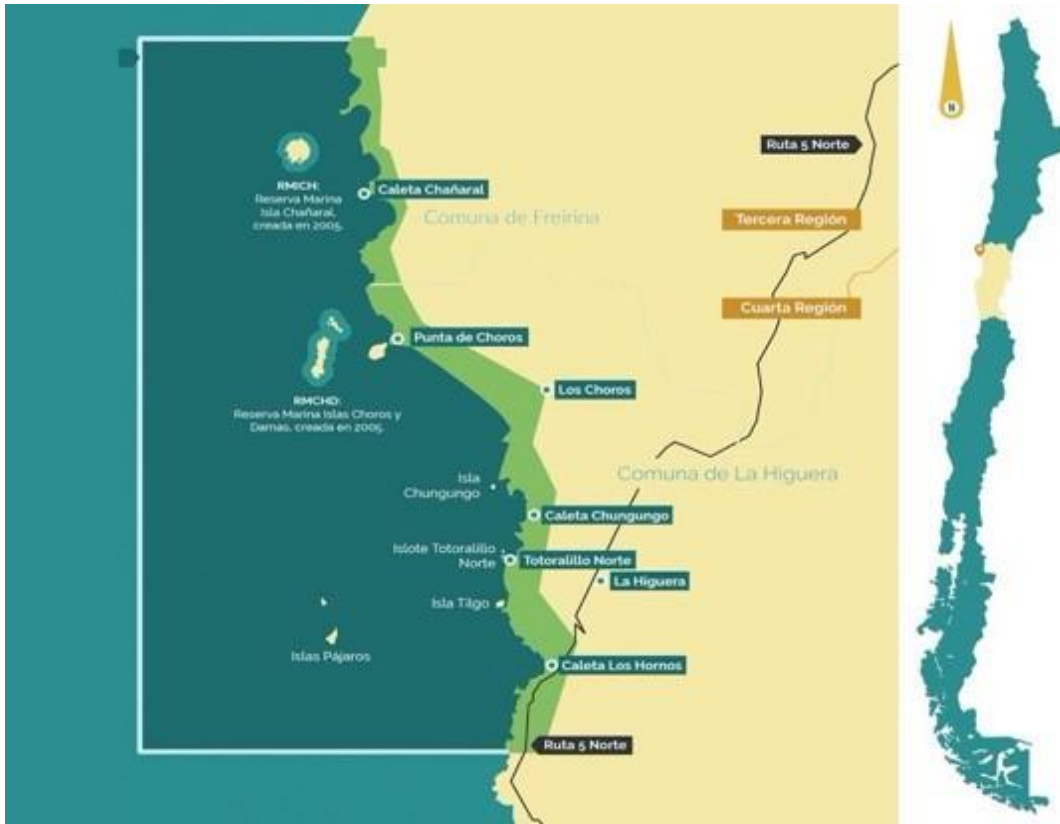 N
Ruta 5 Norte
RMICH:
Reserva Marina
Isla Chañaral,
creada en 2005.
Caleta Chañaral
Comuna de Freirina
Tercera Región
Cuarta Región
Punta de Choros
Los Choros
RMCHD:
Reserva Marina Islas Choros y
Damas, creada en 2005.
Comuna de La Higuera
Isla
Chungungo
Caleta Chungungo
Islote Totoralillo
Norte
Totoralillo Norte
La Higuera
Isla Tilgo
Islas Pájaros
Caleta Los Hornos
Ruta 5 Norte